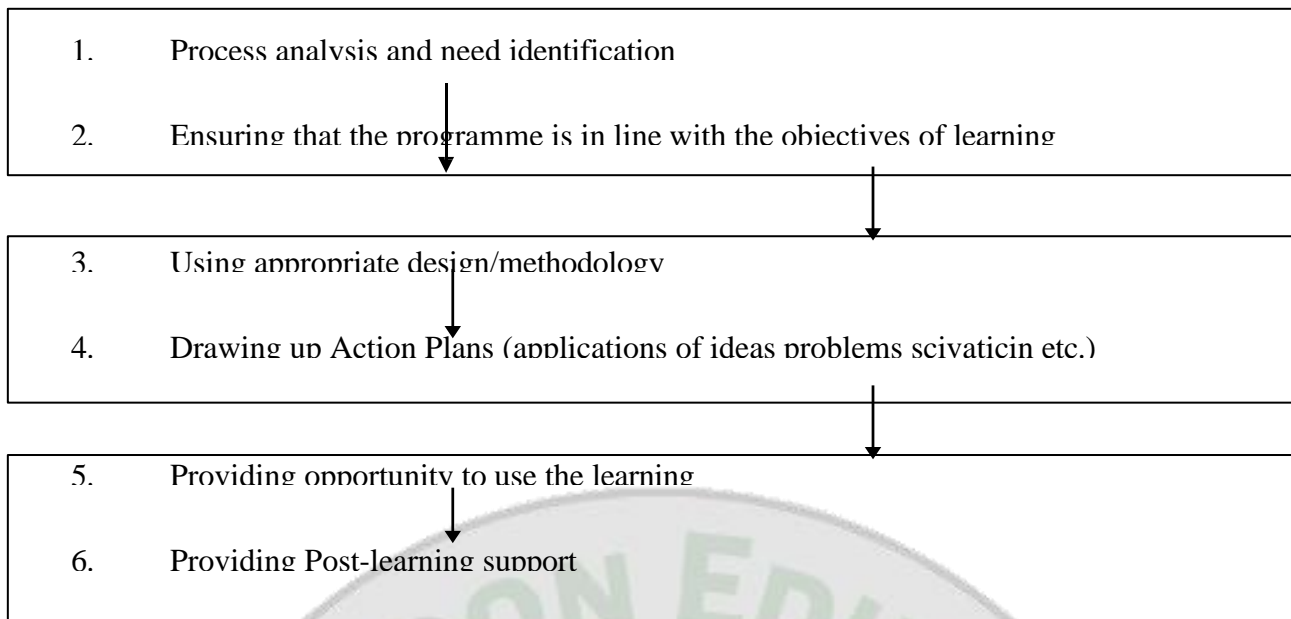 1. Process analysis and need identification
2. Ensuring that the programme is in line with the objectives of learning
3. Using appropriate design/methodology
4. Drawing up Action Plans (applications of ideas problems scivaticin etc.)
5. Providing opportunity to use the learning
6. Providing Post-learning support
ON EDU